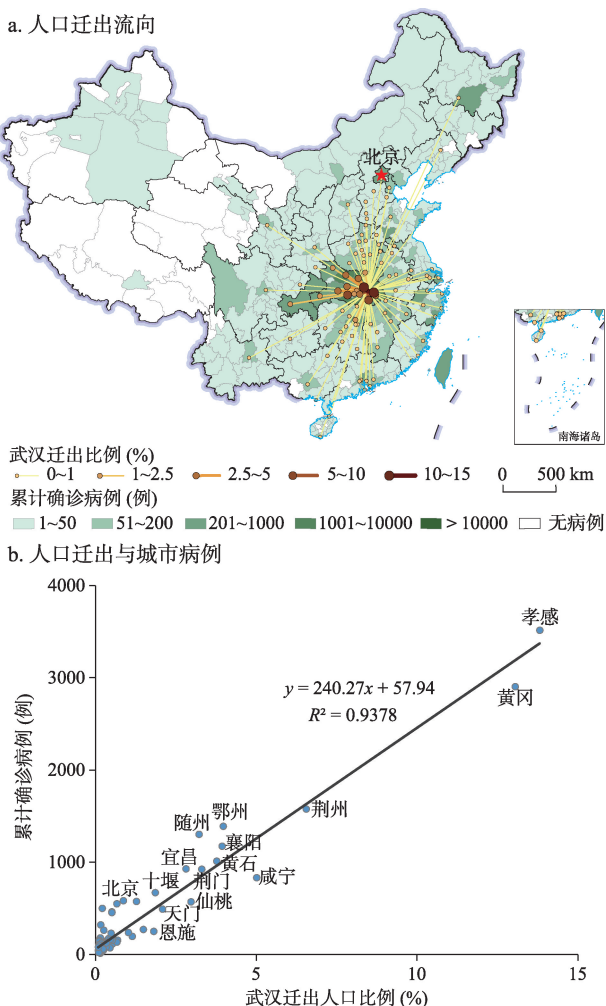 a. 人口迁出流向
北京
南海诸岛
武汉迁出比例 (%)
0~1 1~2.5 2.5~5 5~10 10~15
0 500 km
累计确诊病例 (例)
1~50 51~200 201~1000 1001~10000 > 10000 无病例
b. 人口迁出与城市病例
4000
3000
2000
1000
0
累计确诊病例 (例)
孝感
黄冈
y = 240.27x + 57.94
R² = 0.9378
荆州
随州
鄂州
襄阳
宜昌
黄石
荆门
咸宁
十堰
北京
仙桃
天门
恩施
0 5 10 15
武汉迁出人口比例 (%)